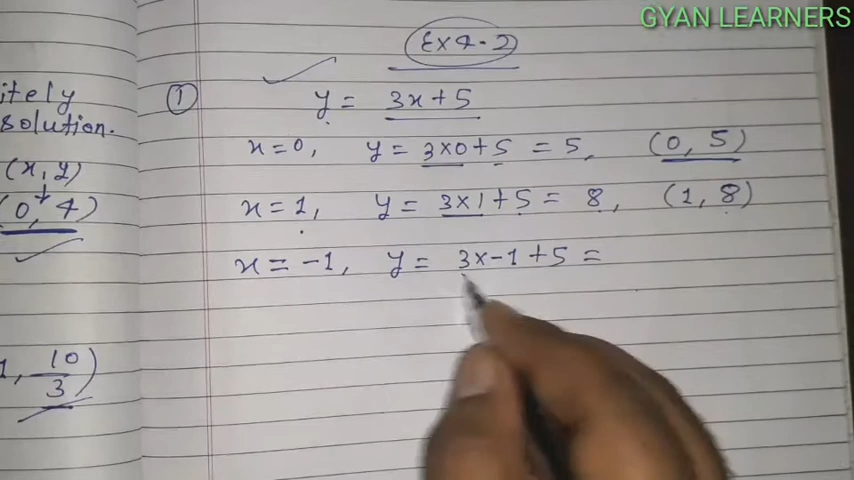 GYAN LEARNERS
Ex 4.2
itely
solution.
(x, y)
(0, 4)
1, 10/3)
① y = 3x+5
x=0, y = 3×0+5 = 5, (0, 5)
x=1, y = 3×1+5 = 8, (1, 8)
x=-1, y = 3×-1+5 =